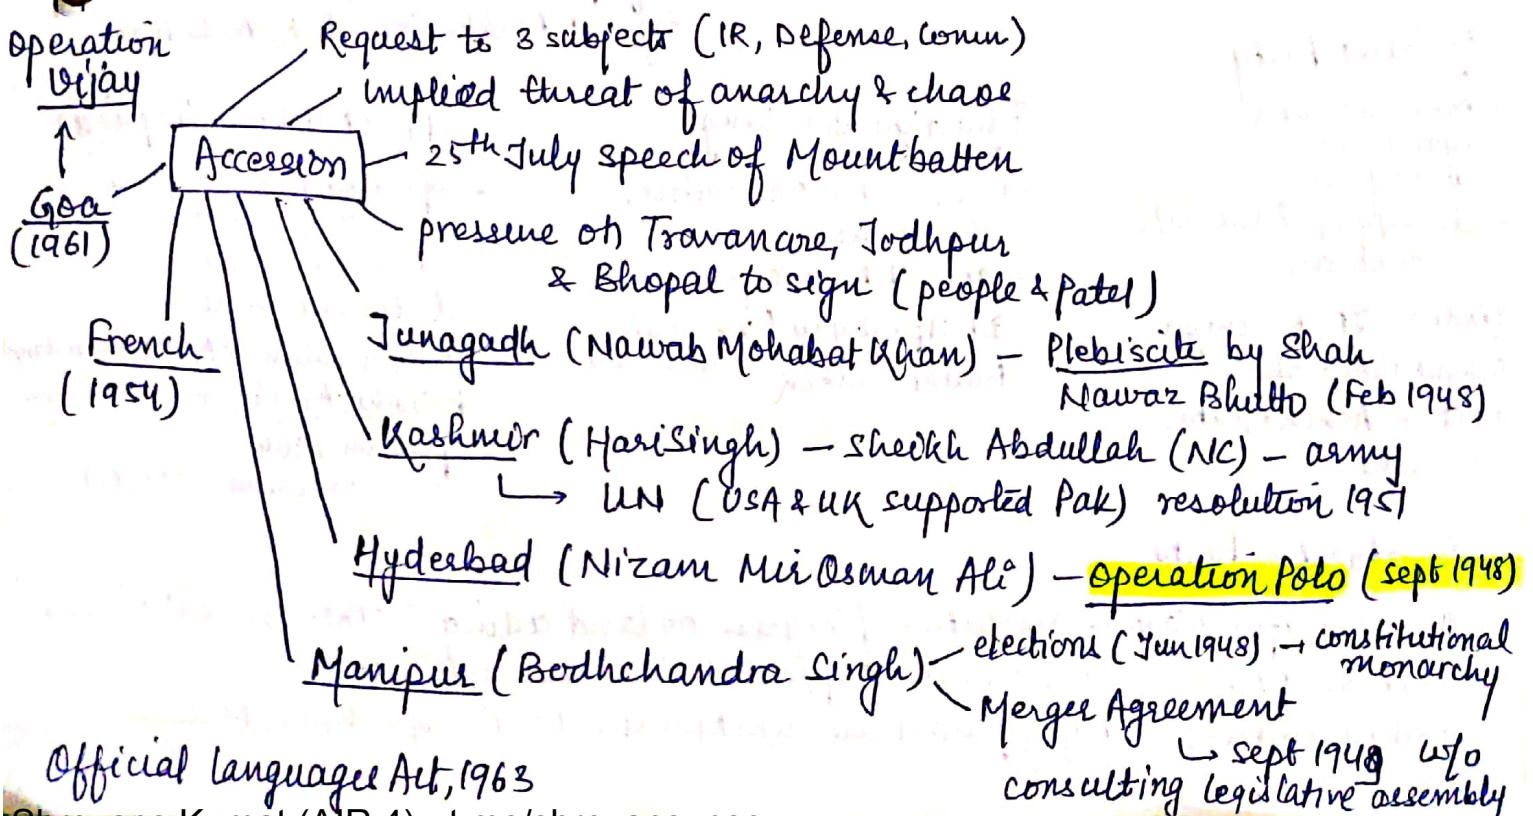 Operation
Vijay
Goa
(1961)
French
(1954)
Accession
Request to 3 subjects (IR, Defense, Comm)
implied threat of anarchy & chaos
25th July speech of Mountbatten
pressure on Travancore, Jodhpur
& Bhopal to sign (people & Patel)
Junagadh (Nawab Mohabat Khan) – Plebiscite by Shah
Nawaz Bhutto (Feb 1948)
Kashmir (Hari Singh) – Sheikh Abdullah (NC) – army
UN (USA & UK supported Pak) resolution 1951
Hyderbad (Nizam Mir Osman Ali) – Operation Polo (Sept 1948)
Manipur (Bodhchandra Singh)
elections (Jun 1948) → constitutional
monarchy
Merger Agreement
↳ Sept 1949 w/o
consulting legislative assembly
Official Languages Act, 1963